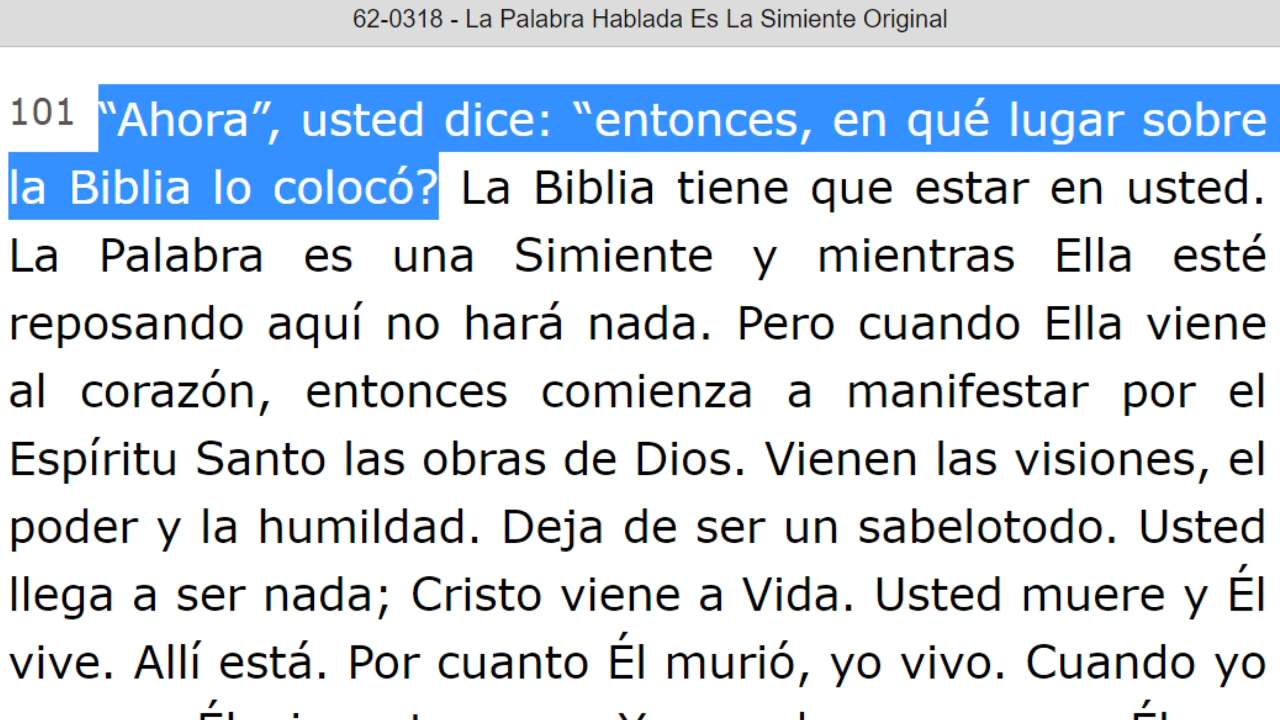 62-0318 - La Palabra Hablada Es La Simiente Original
101 “Ahora”, usted dice: “entonces, en qué lugar sobre
la Biblia lo colocó? La Biblia tiene que estar en usted.
La Palabra es una Simiente y mientras Ella esté
reposando aquí no hará nada. Pero cuando Ella viene
al corazón, entonces comienza a manifestar por el
Espíritu Santo las obras de Dios. Vienen las visiones, el
poder y la humildad. Deja de ser un sabelotodo. Usted
llega a ser nada; Cristo viene a Vida. Usted muere y Él
vive. Allí está. Por cuanto Él murió, yo vivo. Cuando yo